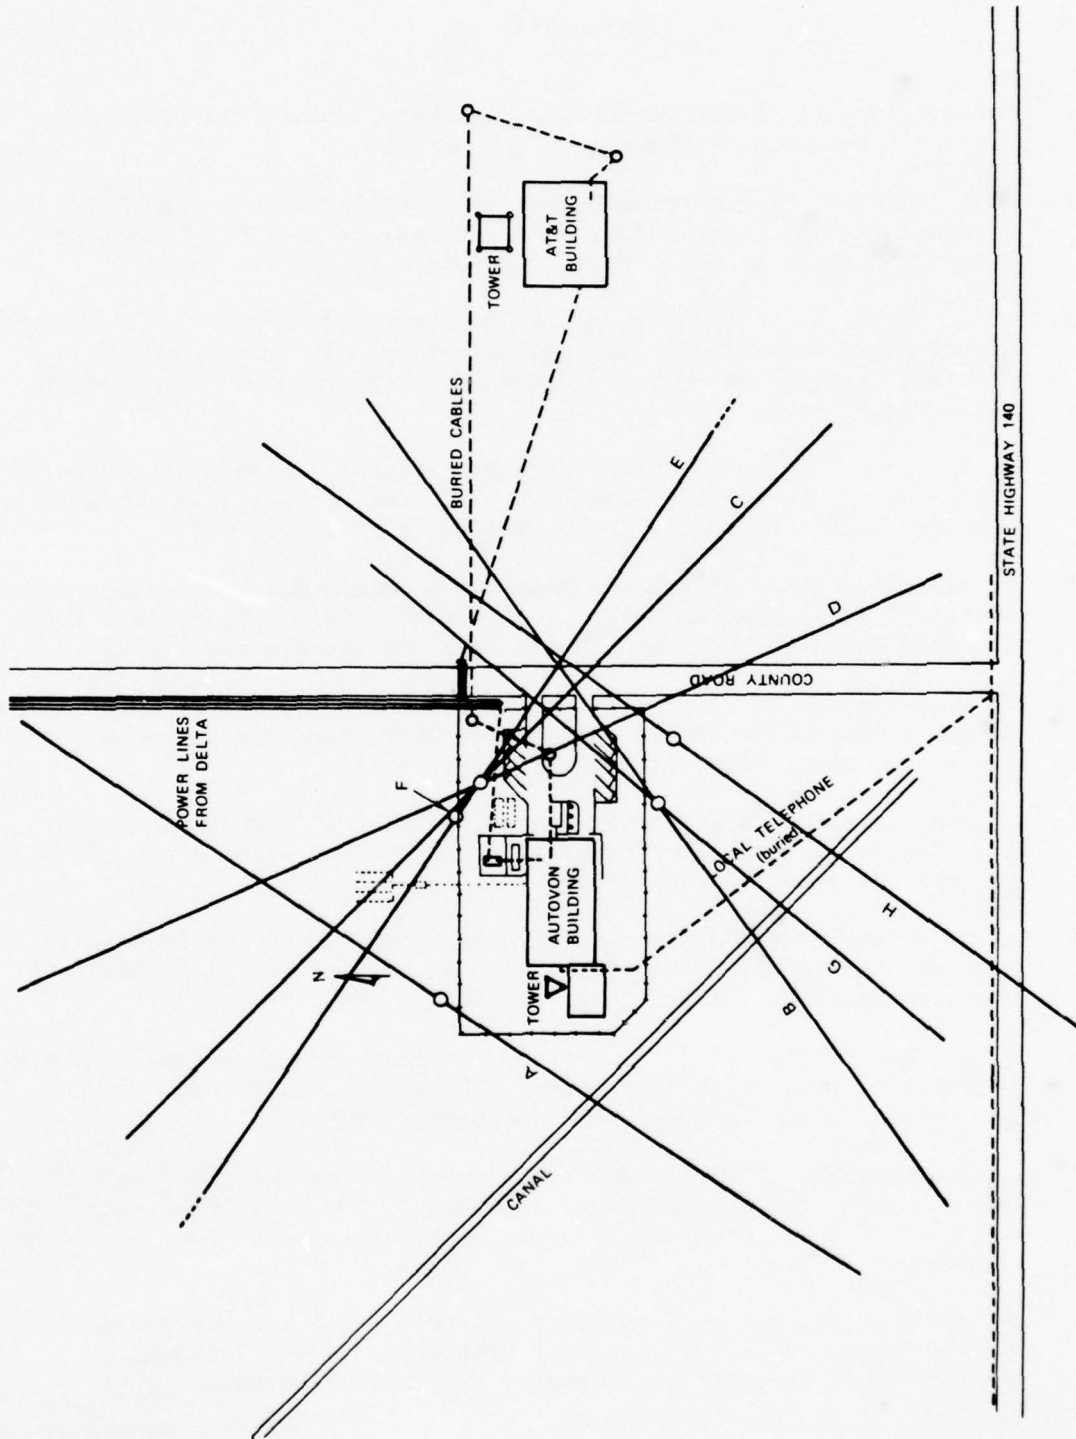 AT&T
BUILDING
TOWER
BURIED CABLES
E
C
D
STATE HIGHWAY 140
COUNTY ROAD
POWER LINES
FROM DELTA
F
LOCAL TELEPHONE
(buried)
AUTOVON
BUILDING
N
TOWER
H
G
B
A
CANAL